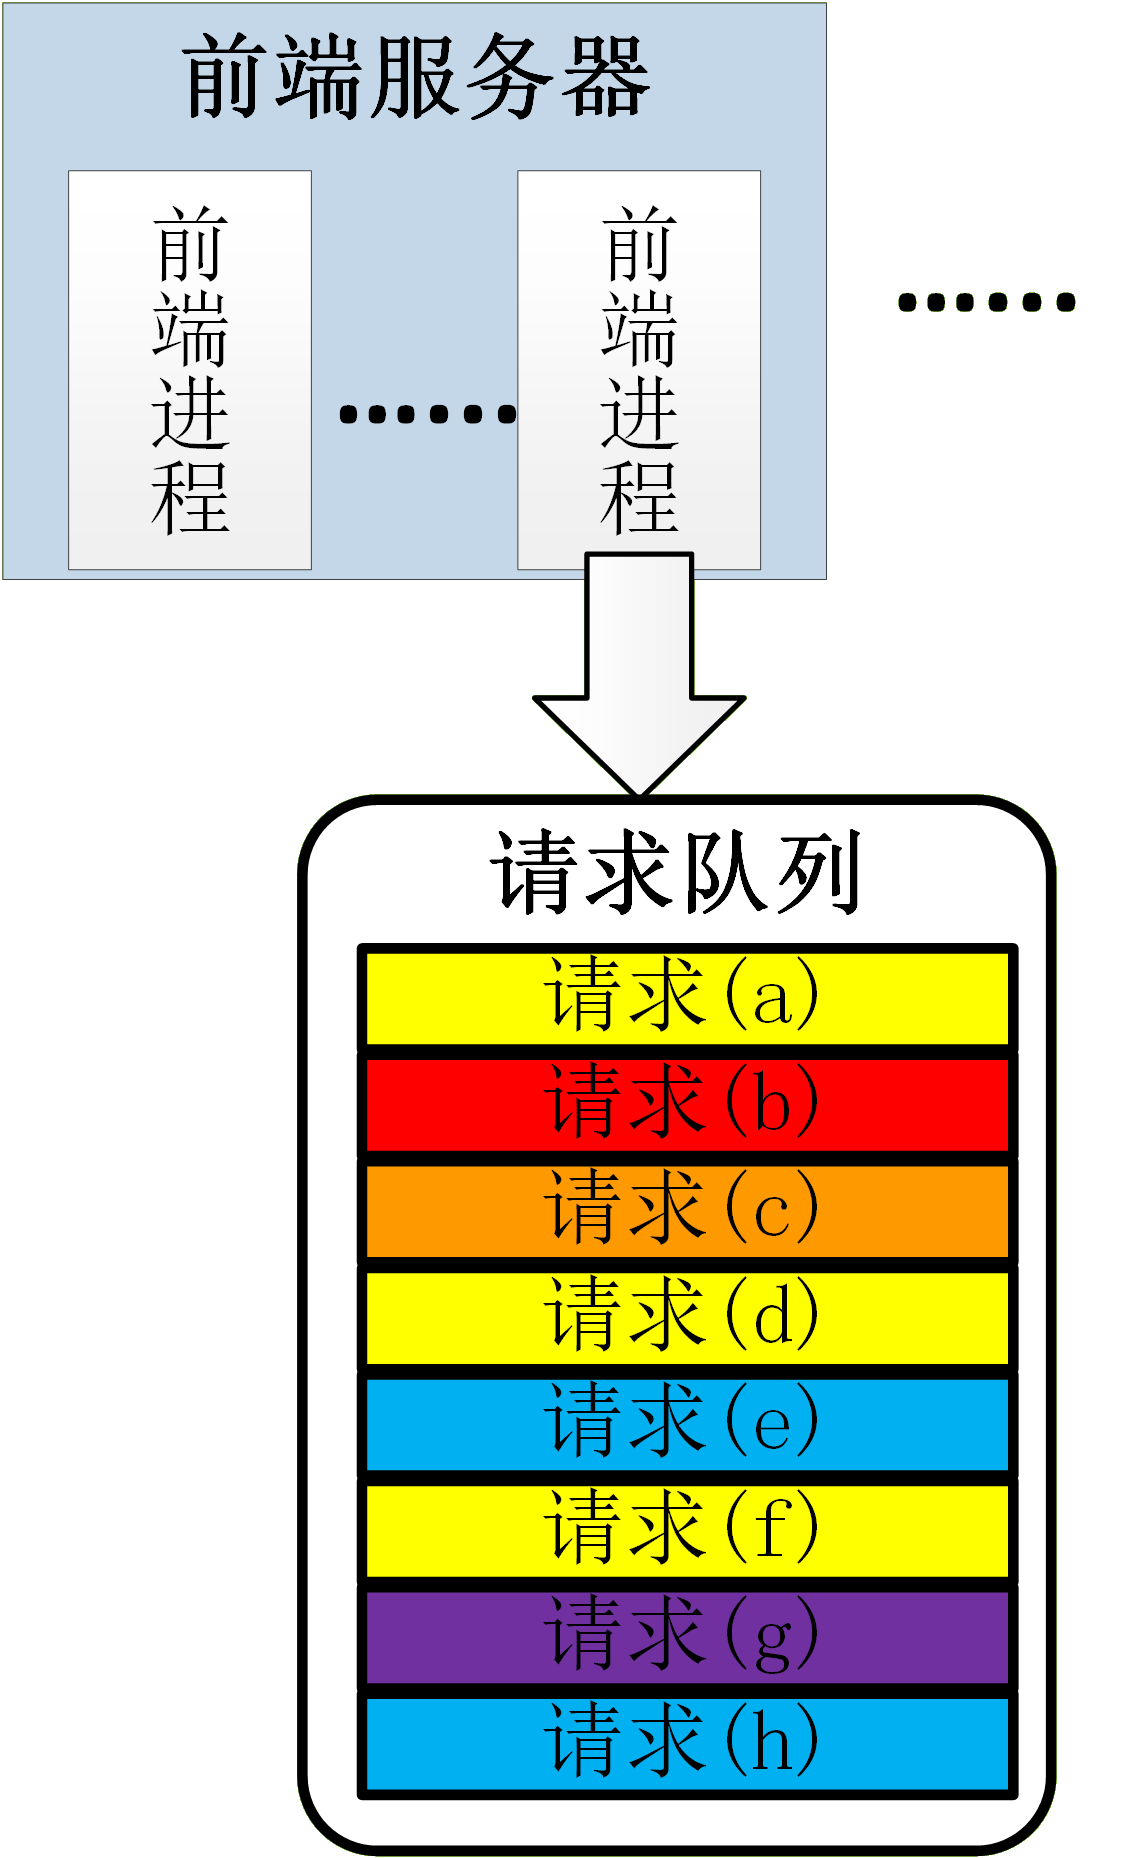 前端服务器
前端进程
······
前端进程
······
请求队列
请求(a)
请求(b)
请求(c)
请求(d)
请求(e)
请求(f)
请求(g)
请求(h)